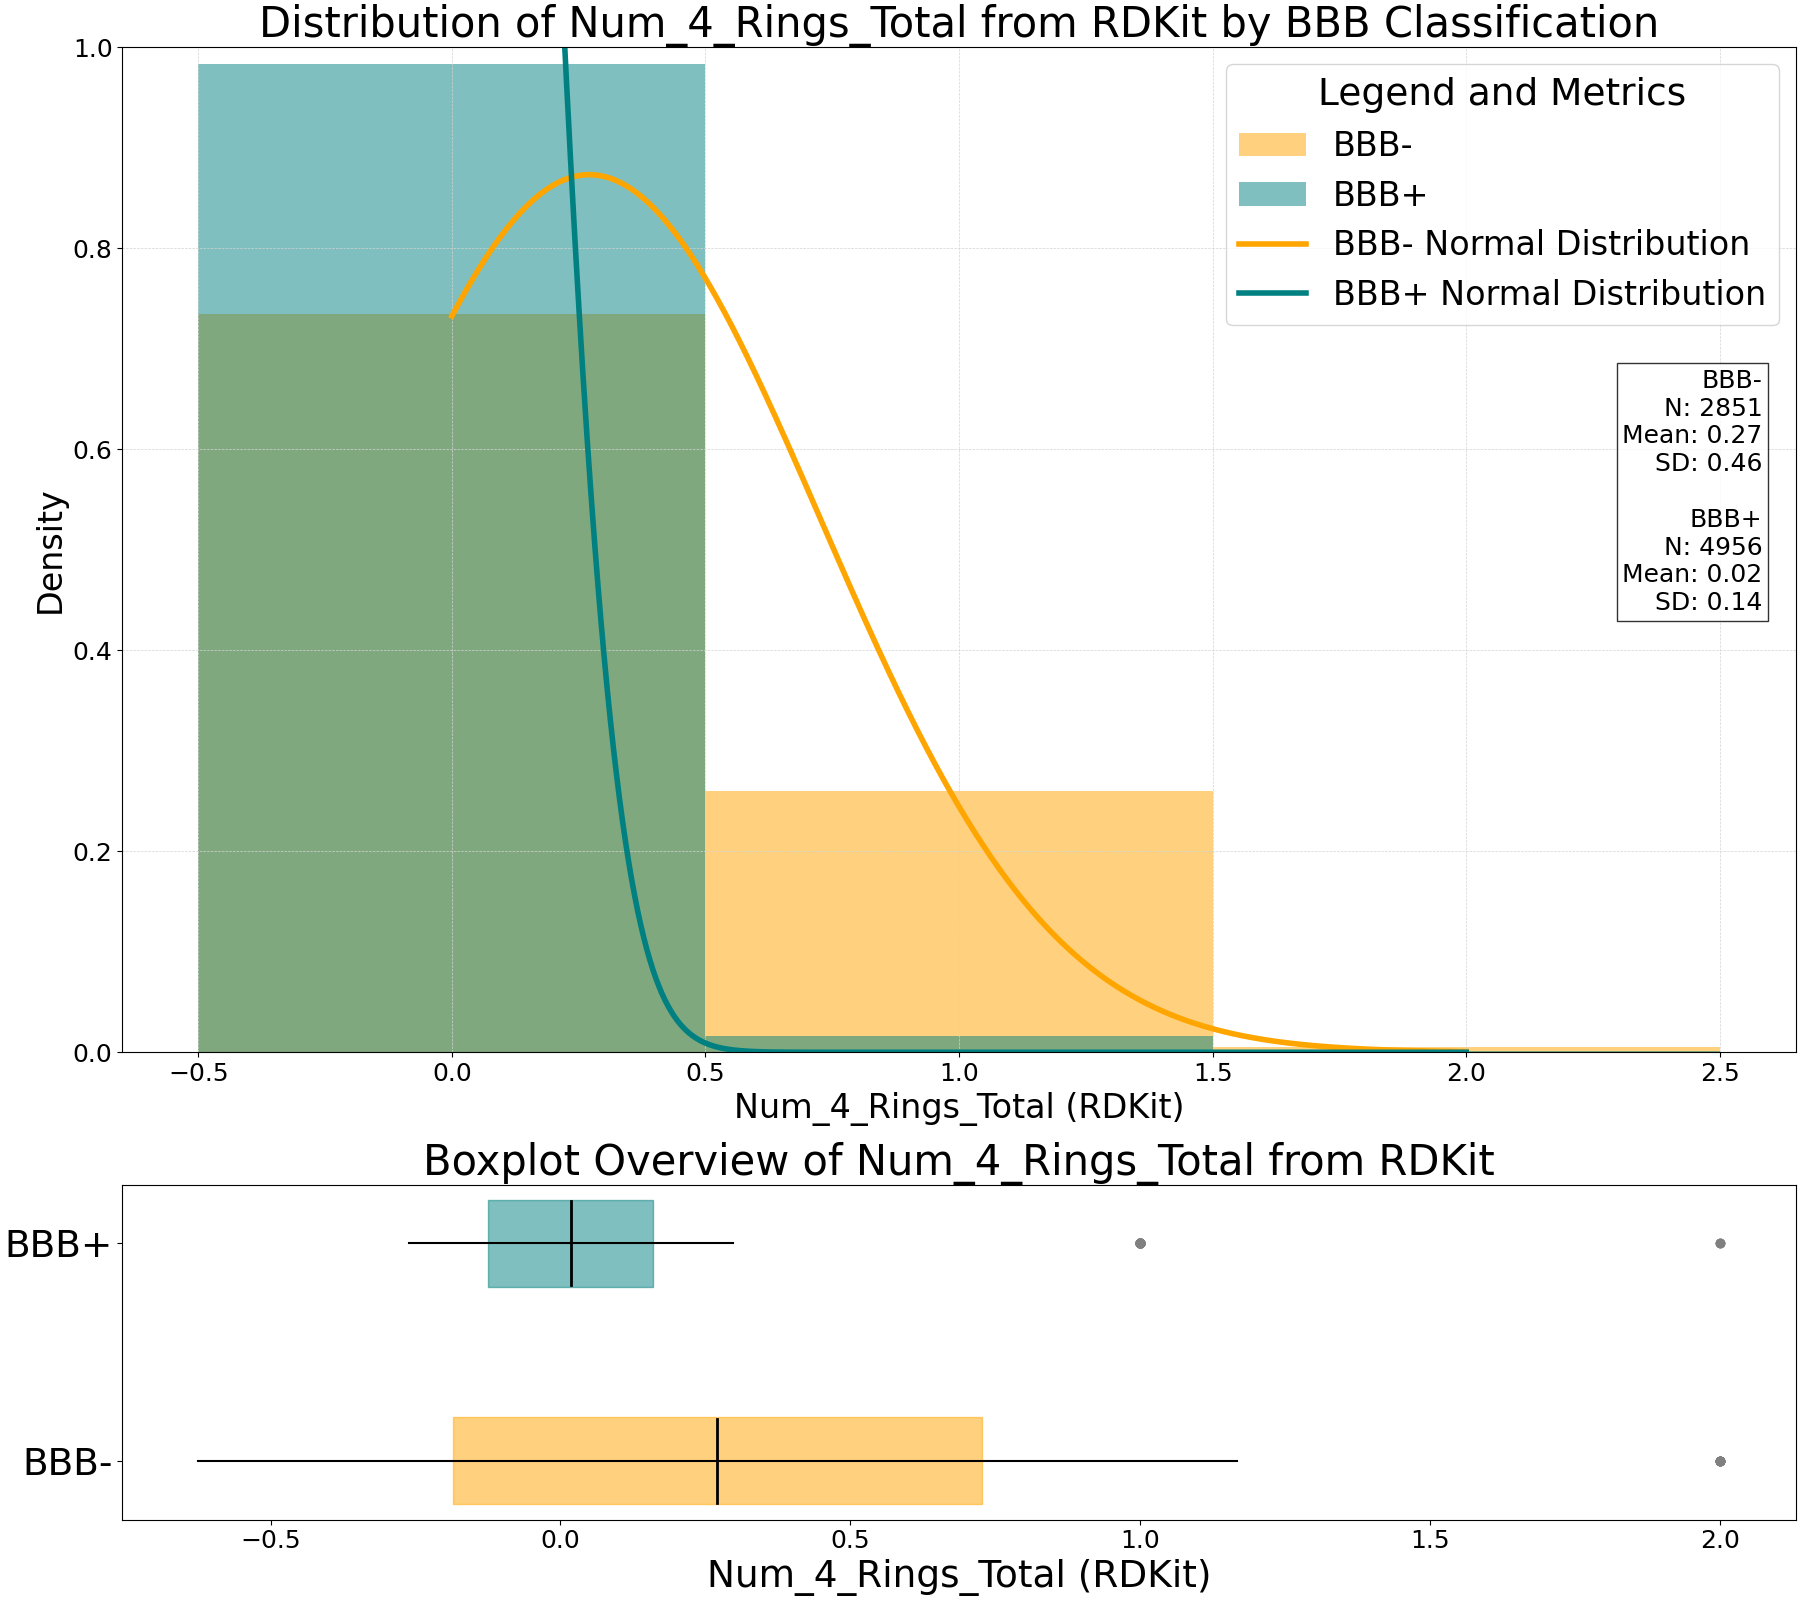 Distribution of Num_4_Rings_Total from RDKit by BBB Classification
1.0
0.8
0.6
0.4
0.2
0.0
Density
Legend and Metrics
BBB-
BBB+
BBB- Normal Distribution
BBB+ Normal Distribution
BBB-
N: 2851
Mean: 0.27
SD: 0.46
BBB+
N: 4956
Mean: 0.02
SD: 0.14
−0.5 0.0 0.5 1.0 1.5 2.0 2.5
Num_4_Rings_Total (RDKit)
Boxplot Overview of Num_4_Rings_Total from RDKit
BBB+
BBB-
−0.5 0.0 0.5 1.0 1.5 2.0
Num_4_Rings_Total (RDKit)